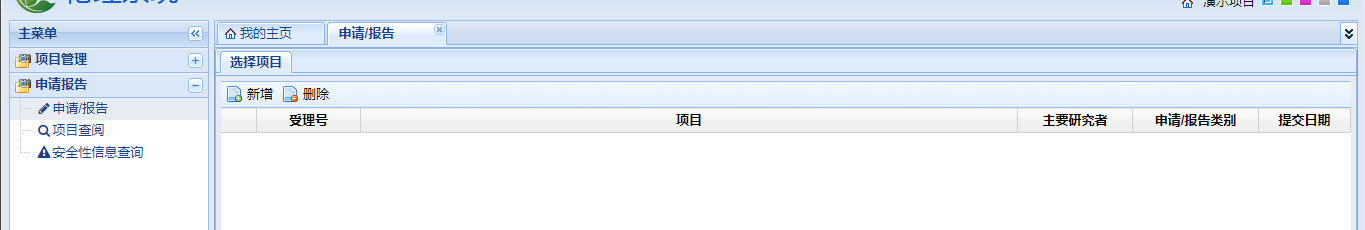 演示项目
主菜单
我的主页
申请/报告
项目管理
选择项目
申请报告
新增
删除
申请/报告
受理号
项目
主要研究者
申请/报告类别
提交日期
项目查阅
安全性信息查询